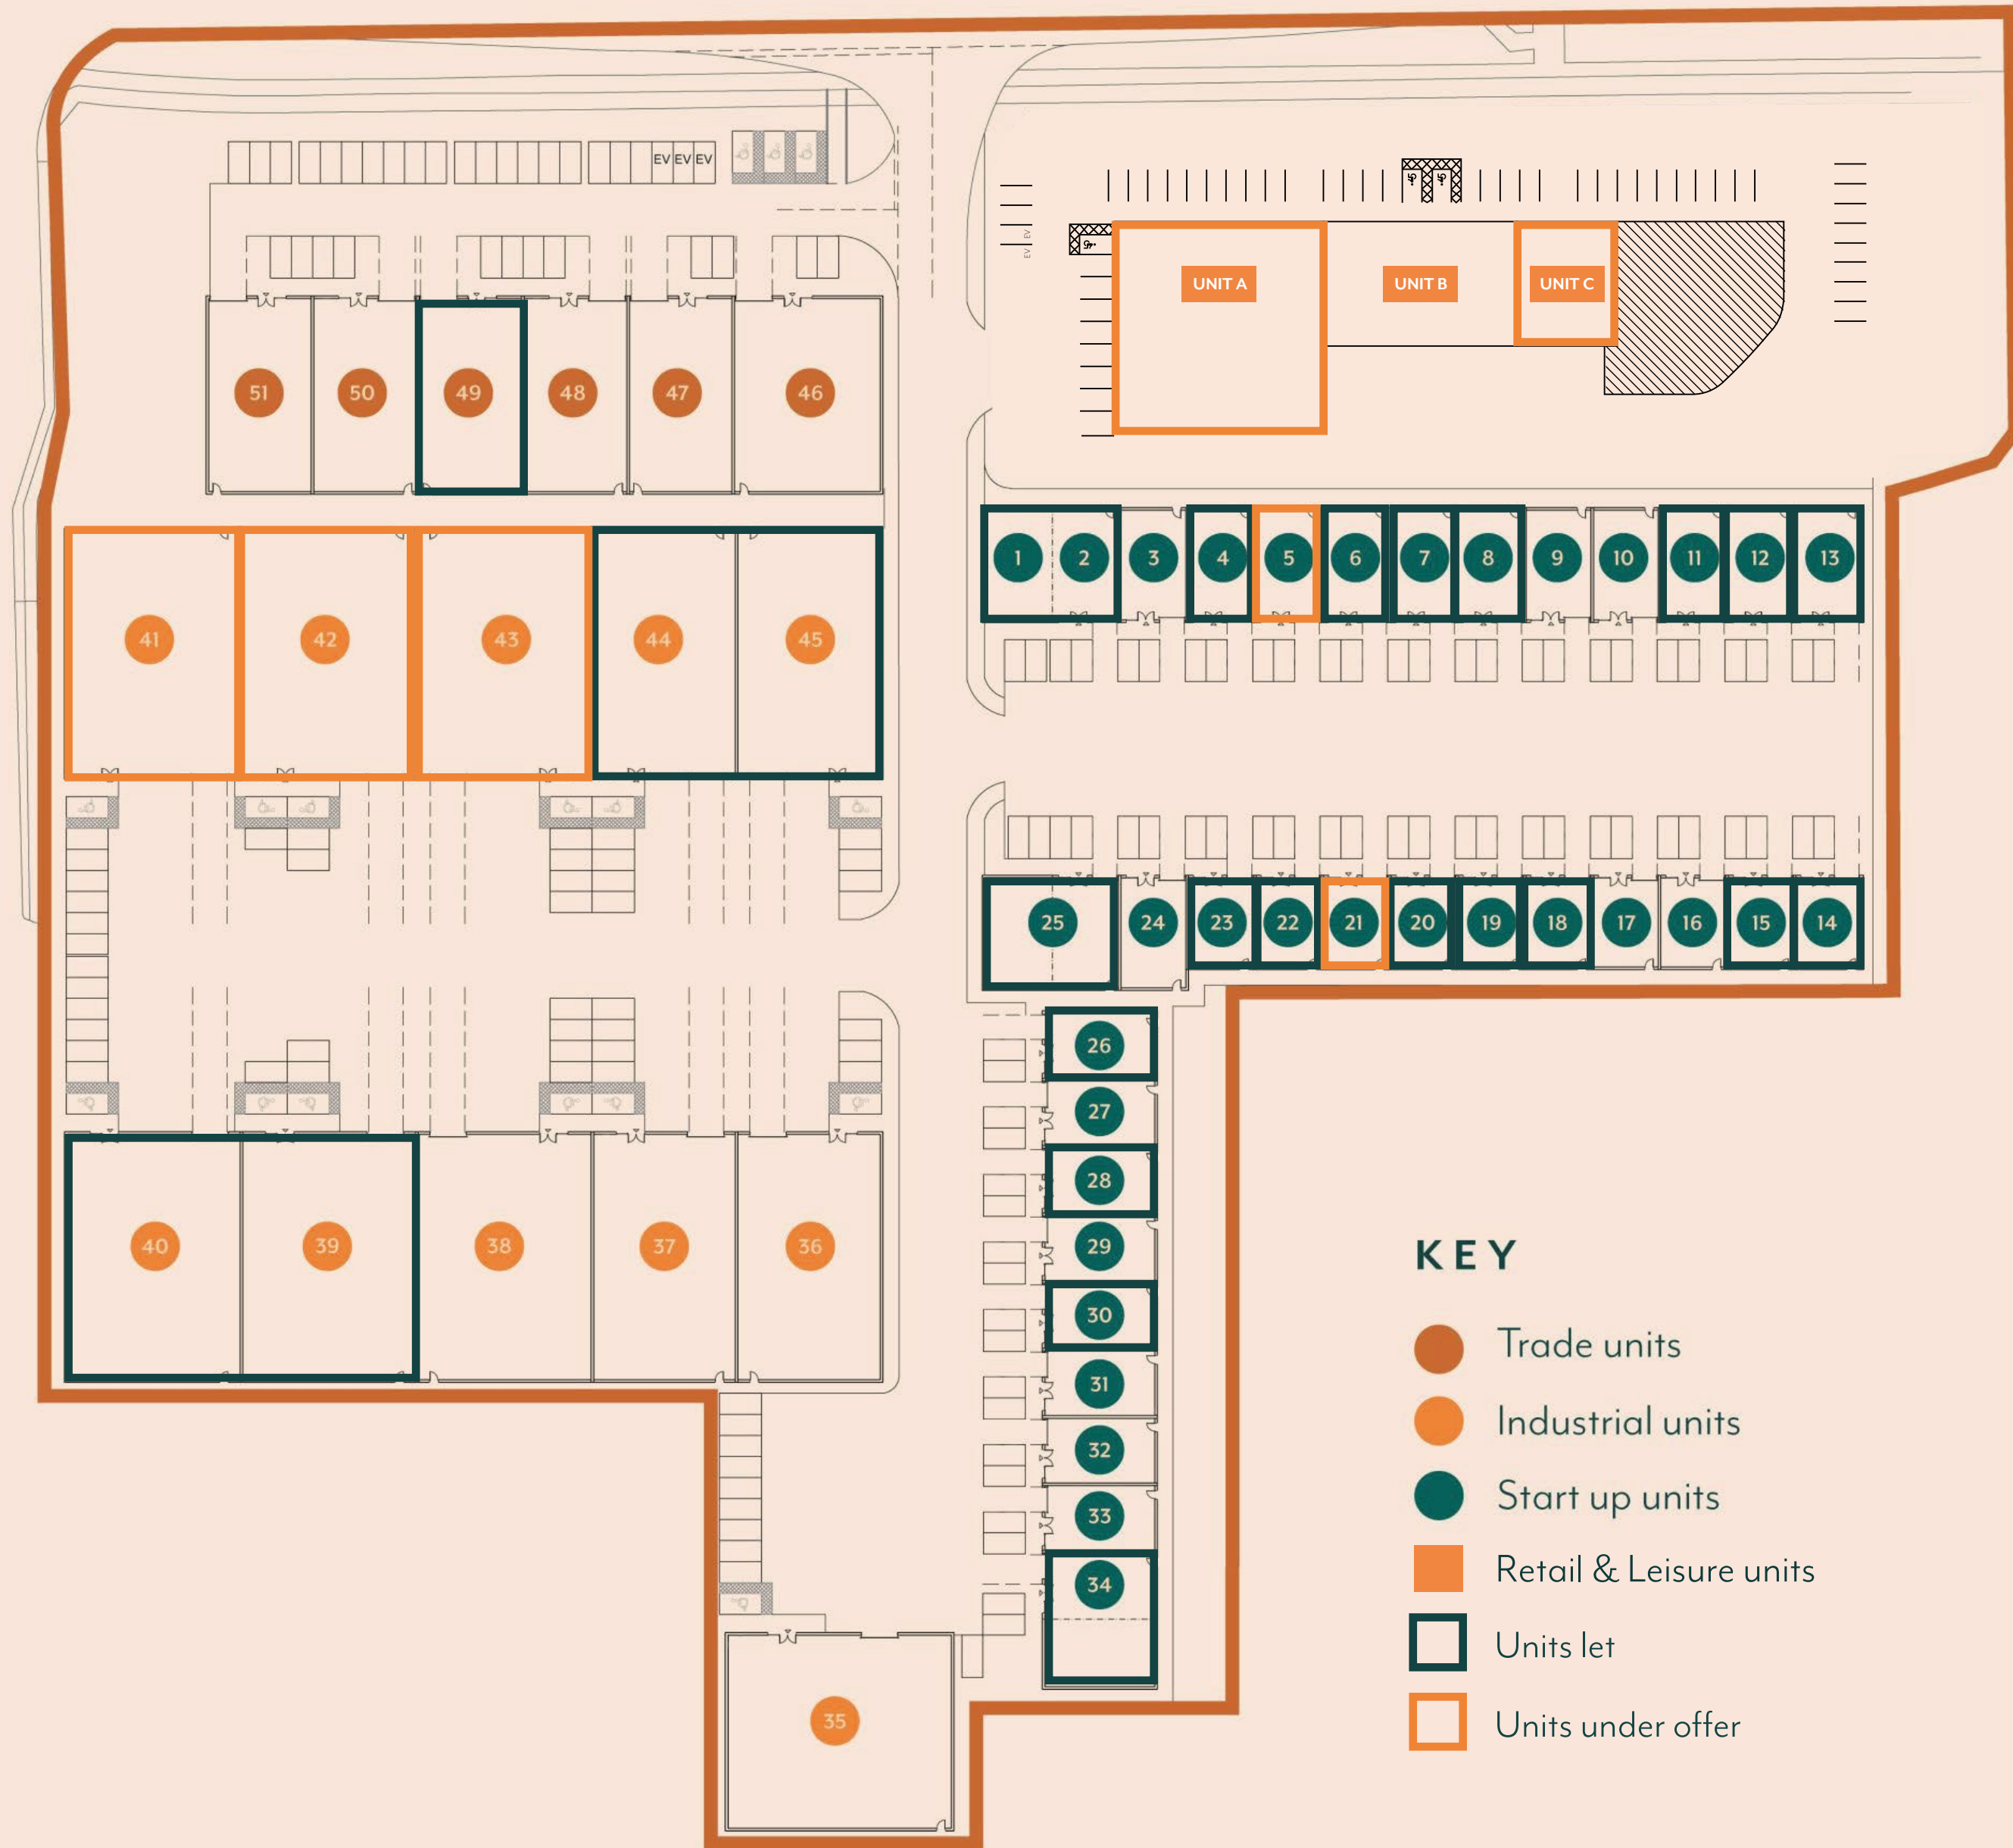 EV EV EV
EV EV
UNIT A
UNIT B
UNIT C
51 50 49 48 47 46
1 2 3 4 5 6 7 8 9 10 11 12 13
41 42 43 44 45
25 24 23 22 21 20 19 18 17 16 15 14
26
27
28
29
30
31
32
33
34
40 39 38 37 36
35
KEY
Trade units
Industrial units
Start up units
Retail & Leisure units
Units let
Units under offer